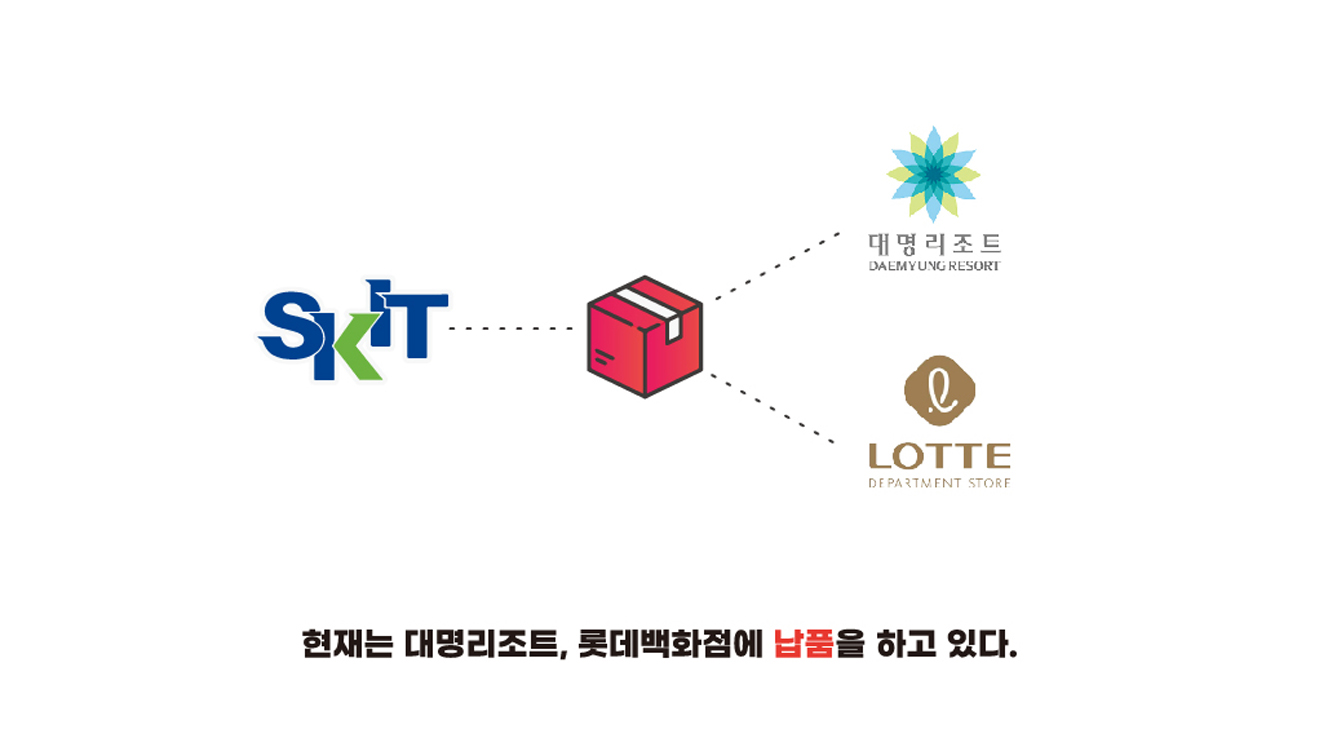 SKIT
대명리조트
DAEMYUNG RESORT
LOTTE
DEPARTMENT STORE
현재는 대명리조트, 롯데백화점에 납품을 하고 있다.